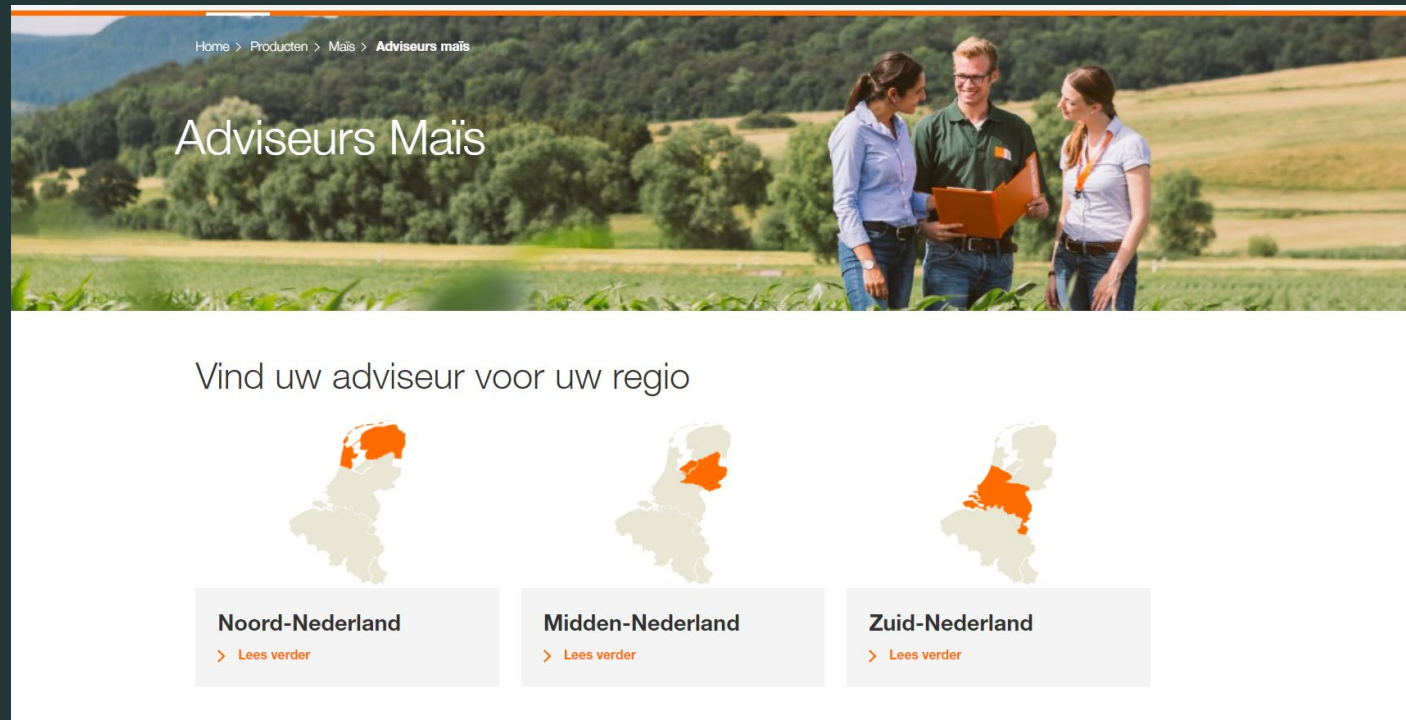 Home > Producten > Maïs > Adviseurs maïs
Adviseurs Maïs
Vind uw adviseur voor uw regio
Noord-Nederland
> Lees verder
Midden-Nederland
> Lees verder
Zuid-Nederland
> Lees verder